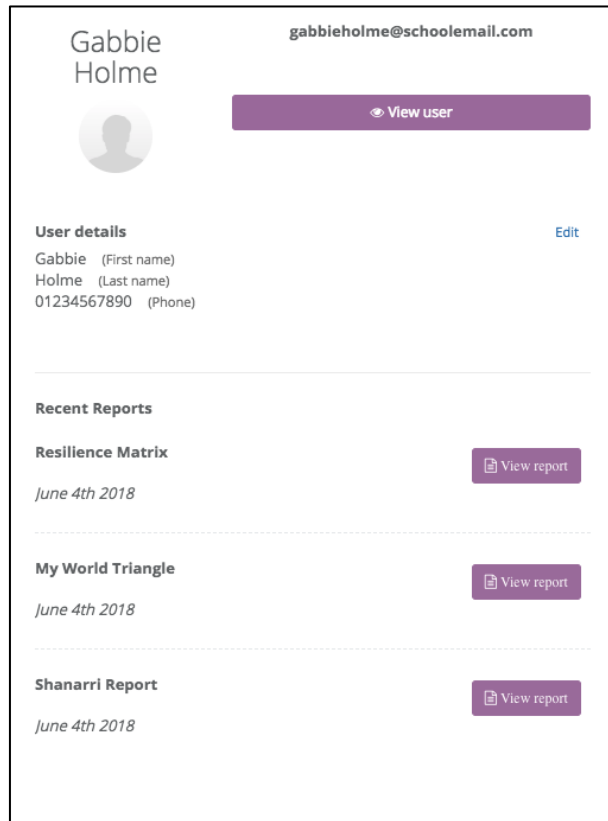 Gabbie
Holme
gabbieholme@schoolemail.com
View user
User details
Edit
Gabbie (First name)
Holme (Last name)
01234567890 (Phone)
Recent Reports
Resilience Matrix
View report
June 4th 2018
My World Triangle
View report
June 4th 2018
Shanarri Report
View report
June 4th 2018